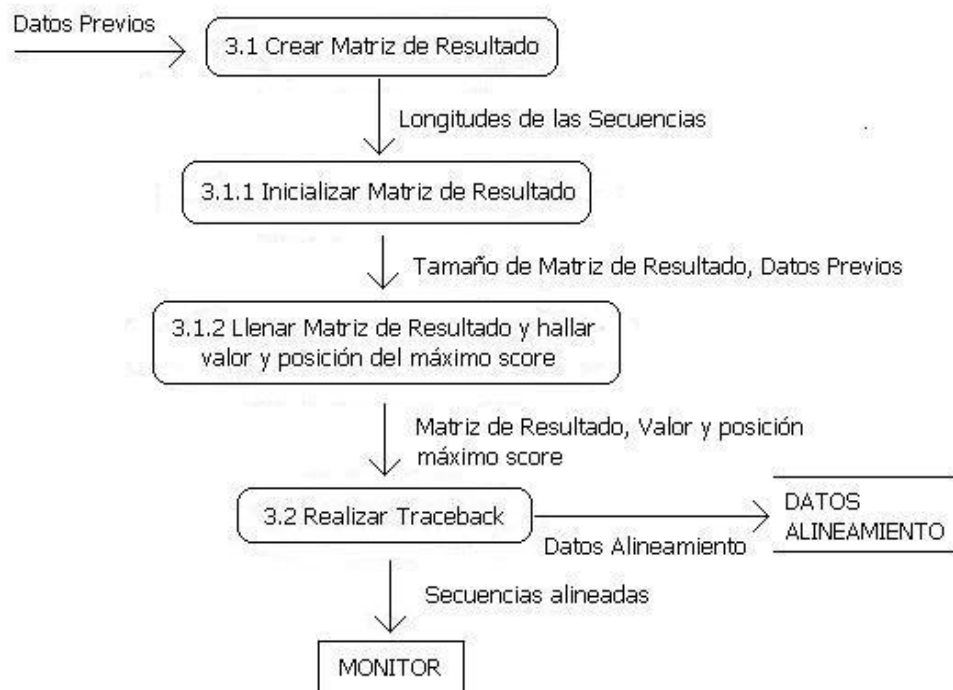 Datos Previos
3.1 Crear Matriz de Resultado
Longitudes de las Secuencias
3.1.1 Inicializar Matriz de Resultado
Tamaño de Matriz de Resultado, Datos Previos
3.1.2 Llenar Matriz de Resultado y hallar
valor y posición del máximo score
Matriz de Resultado, Valor y posición
máximo score
3.2 Realizar Traceback
Datos Alineamiento
DATOS
ALINEAMIENTO
Secuencias alineadas
MONITOR